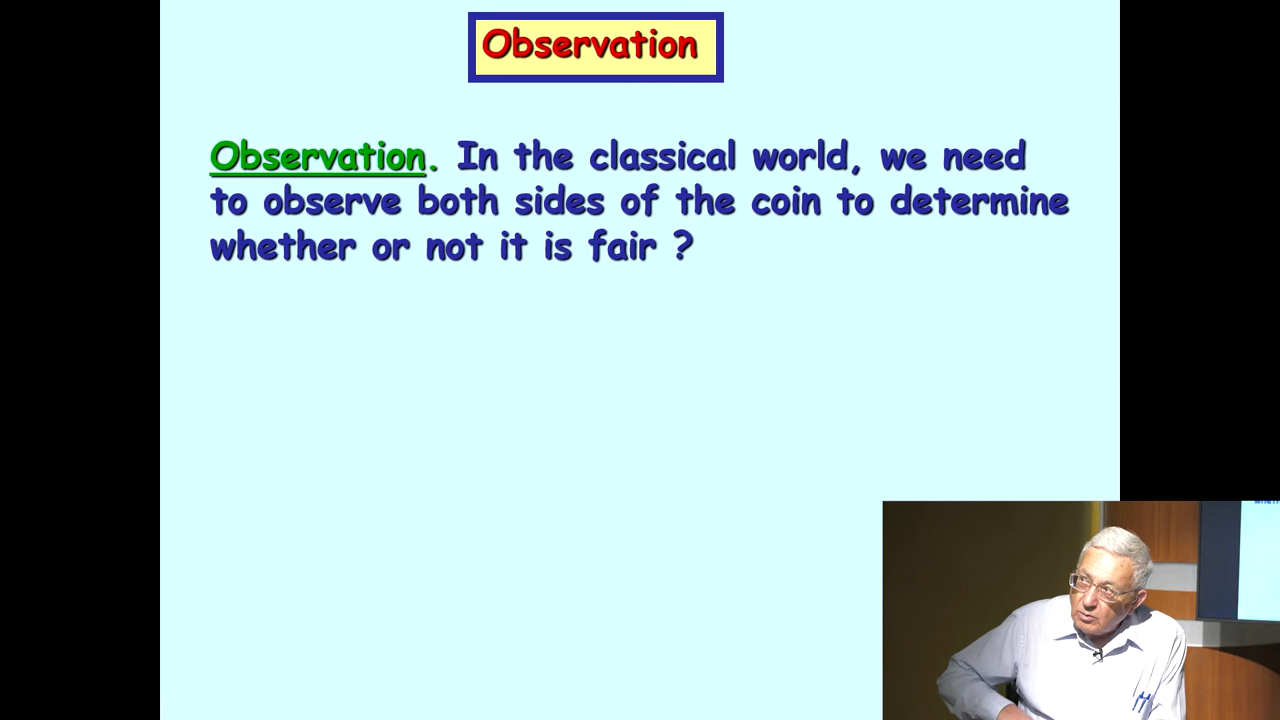 Observation
Observation. In the classical world, we need
to observe both sides of the coin to determine
whether or not it is fair ?